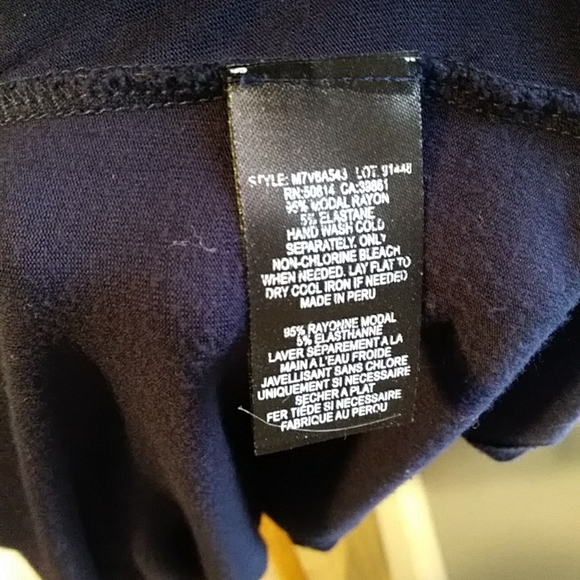 STYLE: M7V8A543 LOT 91448
RN:50814 CA:39861
95% MODAL RAYON
5% ELASTANE
HAND WASH COLD
SEPARATELY. ONLY
NON-CHLORINE BLEACH
WHEN NEEDED. LAY FLAT TO
DRY COOL IRON IF NEEDED
MADE IN PERU
95% RAYONNE MODAL
5% ELASTHANNE
LAVER SÉPAREMENT A LA
MAIN A L'EAU FROIDE
JAVELLISANT SANS CHLORE
UNIQUEMENT SI NECESSAIRE
SECHER A PLAT
FER TIÈDE SI NECESSAIRE
FABRIQUE AU PEROU